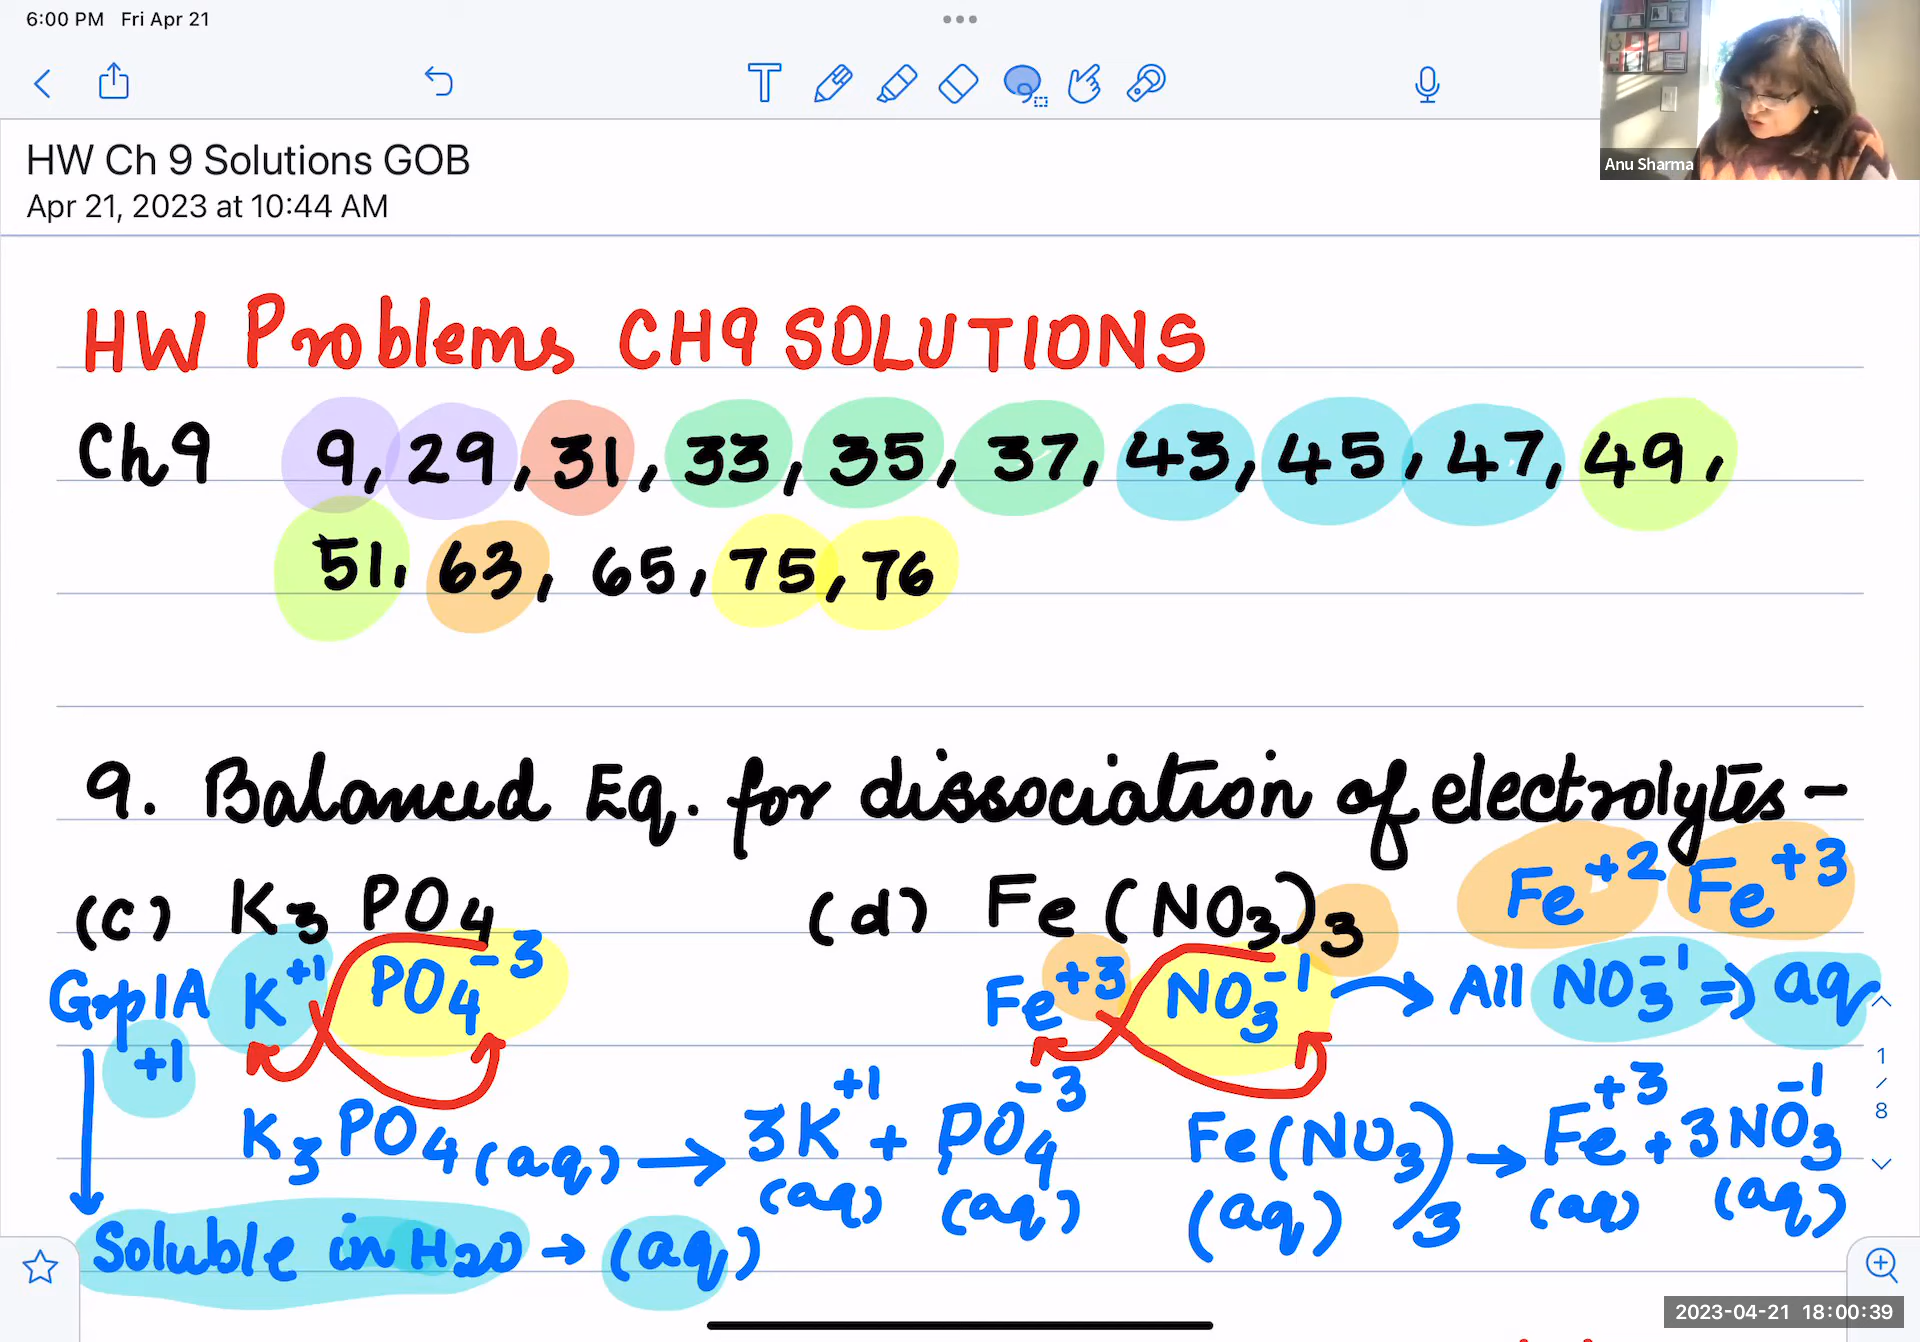 6:00 PM Fri Apr 21
HW Ch 9 Solutions GOB
Apr 21, 2023 at 10:44 AM
Anu Sharma
HW Problems CH9 SOLUTIONS
Ch9 9, 29, 31, 33, 35, 37, 43, 45, 47, 49,
51, 63, 65, 75, 76
9. Balanced Eq. for dissociation of electrolytes –
(c) K₃PO₄ (d) Fe(NO₃)₃ Fe⁺² Fe⁺³
Grp IA K⁺¹ PO₄⁻³ Fe⁺³ NO₃⁻¹ → All NO₃⁻¹ ⇒ aq
+1
K₃PO₄(aq) → 3K⁺¹(aq) + PO₄⁻³(aq) Fe(NO₃)₃(aq) → Fe⁺³(aq) + 3NO₃⁻¹(aq)
Soluble in H₂O → (aq)
1 / 8
2023-04-21 18:00:39